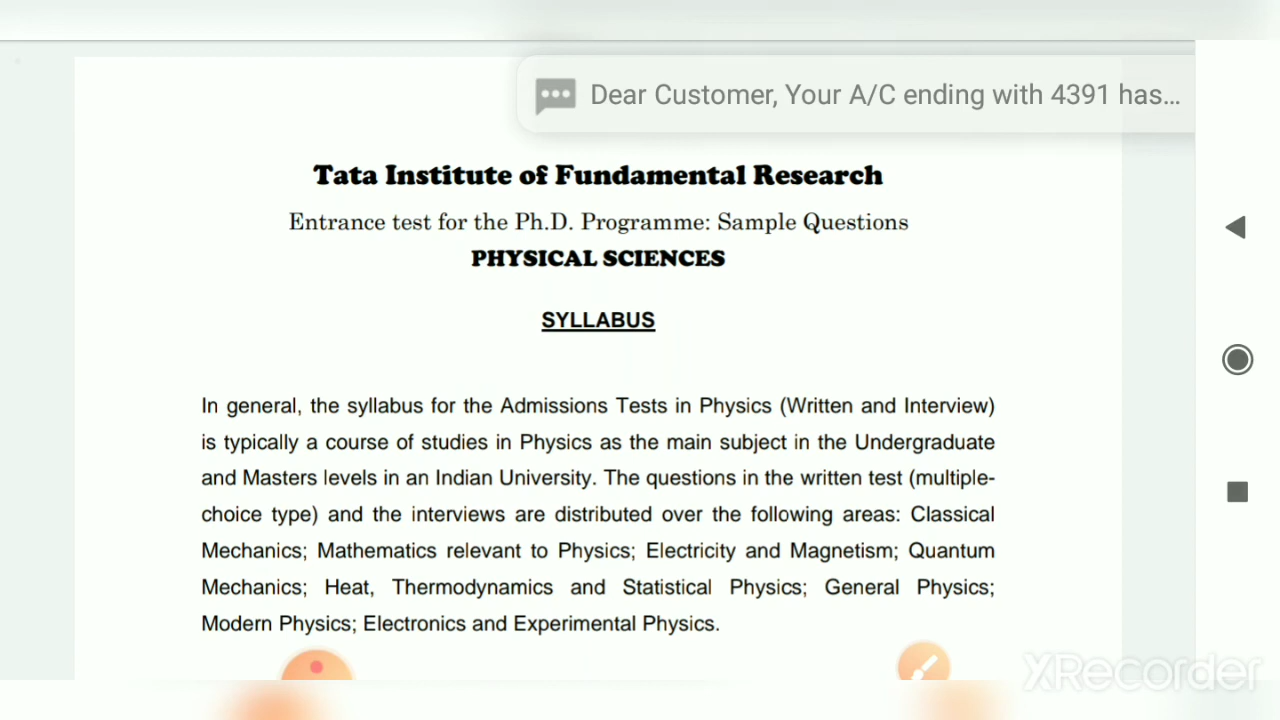 Dear Customer, Your A/C ending with 4391 has...
Tata Institute of Fundamental Research
Entrance test for the Ph.D. Programme: Sample Questions
PHYSICAL SCIENCES
SYLLABUS
In general, the syllabus for the Admissions Tests in Physics (Written and Interview)
is typically a course of studies in Physics as the main subject in the Undergraduate
and Masters levels in an Indian University. The questions in the written test (multiple-
choice type) and the interviews are distributed over the following areas: Classical
Mechanics; Mathematics relevant to Physics; Electricity and Magnetism; Quantum
Mechanics; Heat, Thermodynamics and Statistical Physics; General Physics;
Modern Physics; Electronics and Experimental Physics.
XRecorder